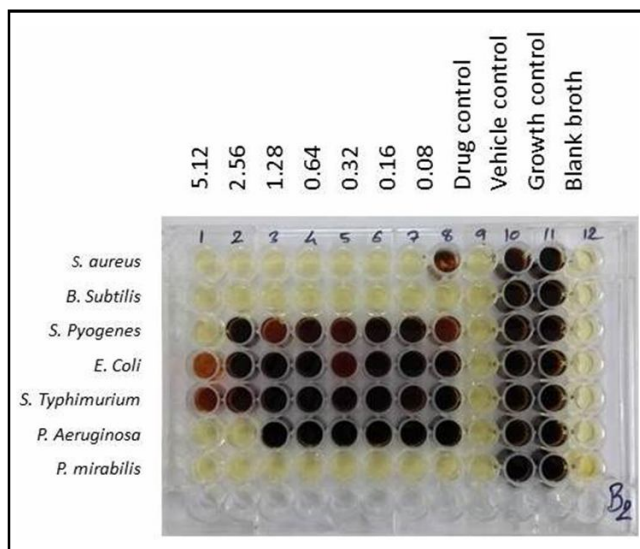 5.12
2.56
1.28
0.64
0.32
0.16
0.08
Drug control
Vehicle control
Growth control
Blank broth
1 2 3 4 5 6 7 8 9 10 11 12
S. aureus
B. Subtilis
S. Pyogenes
E. Coli
S. Typhimurium
P. Aeruginosa
P. mirabilis
B2